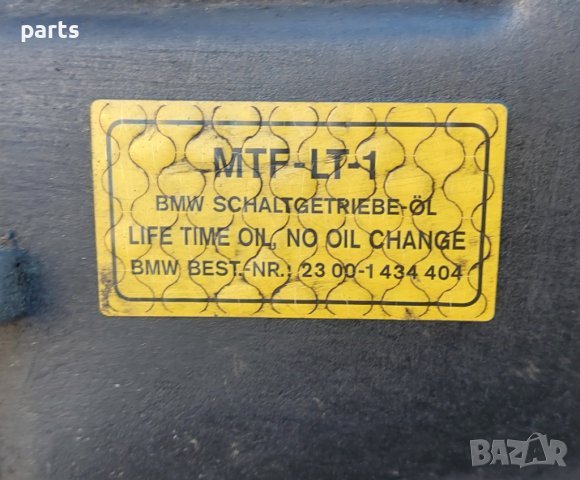 parts
MTF-LT-1
BMW SCHALTGETRIEBE-ÖL
LIFE TIME OIL, NO OIL CHANGE
BMW BEST.-NR.: 23 00-1 434 404
BAZAR